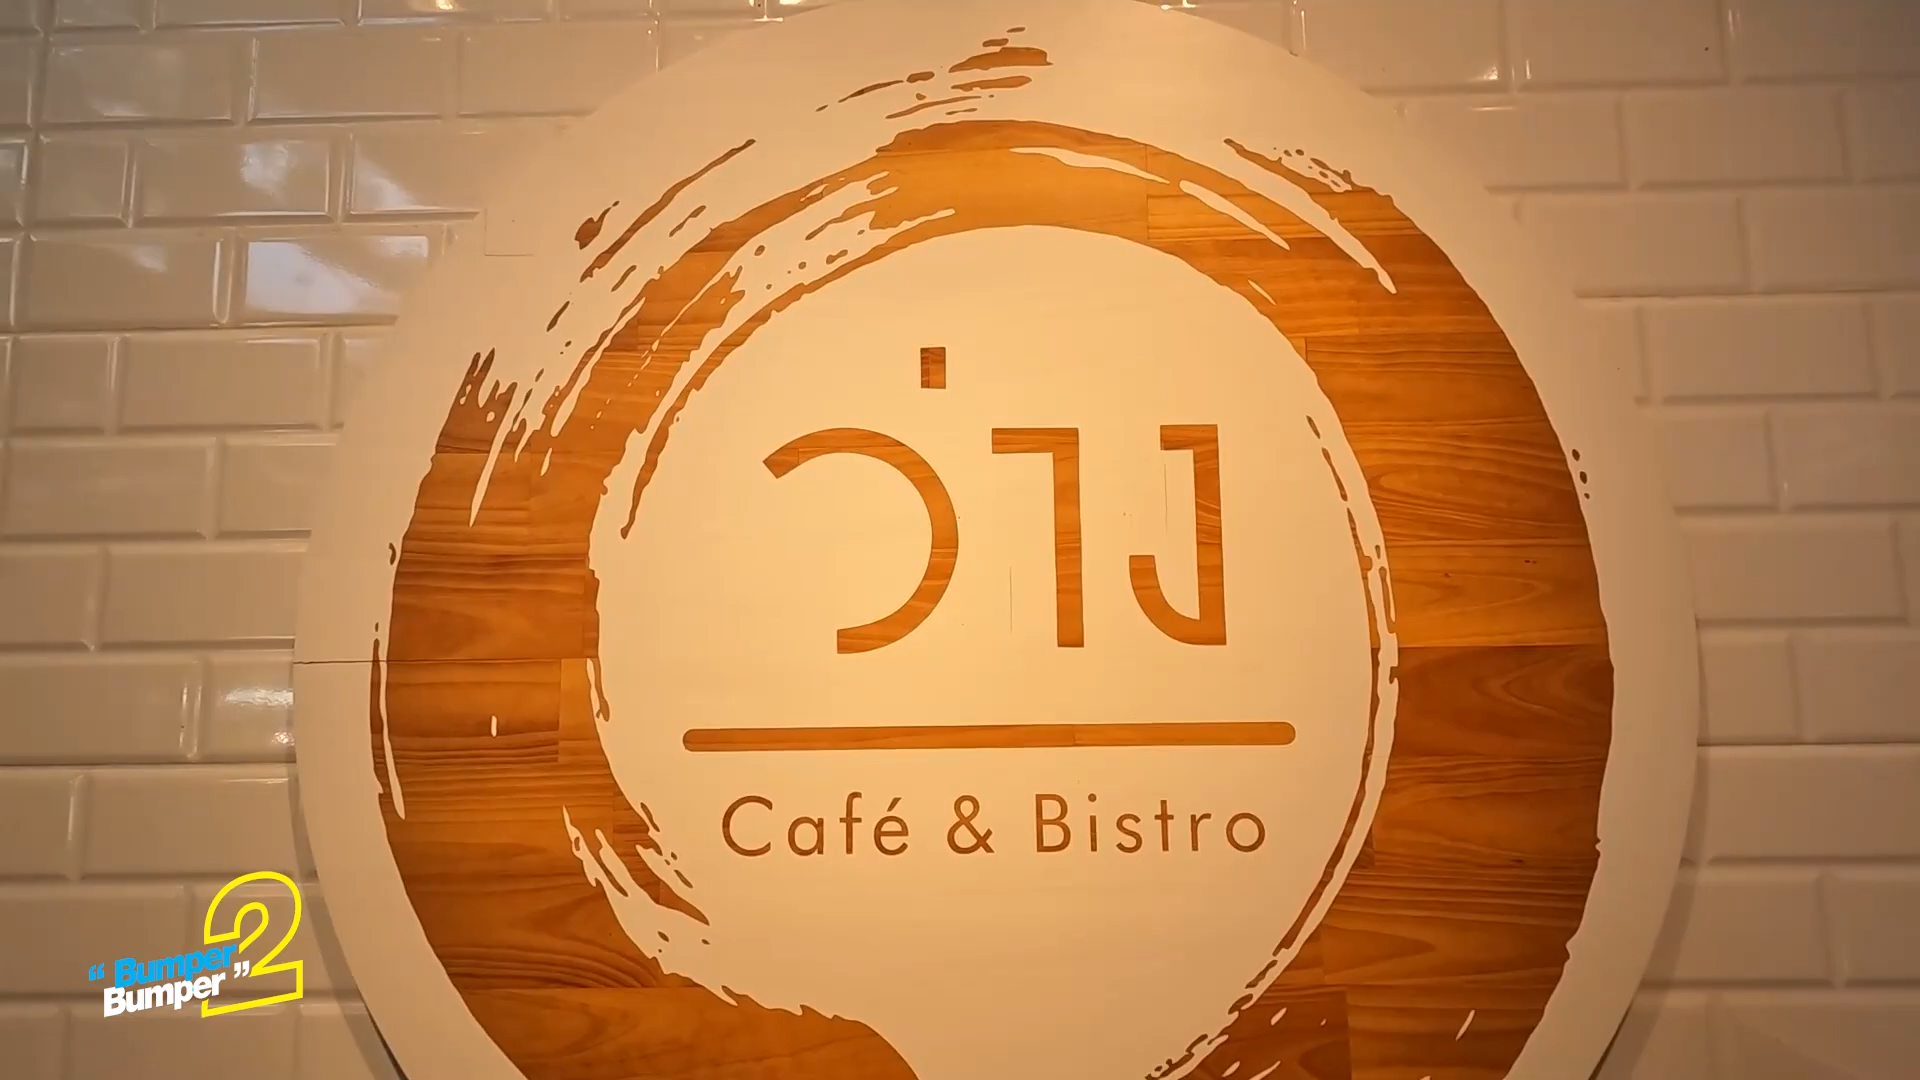 ว่าง
Café & Bistro
"Bumper
Bumper"2